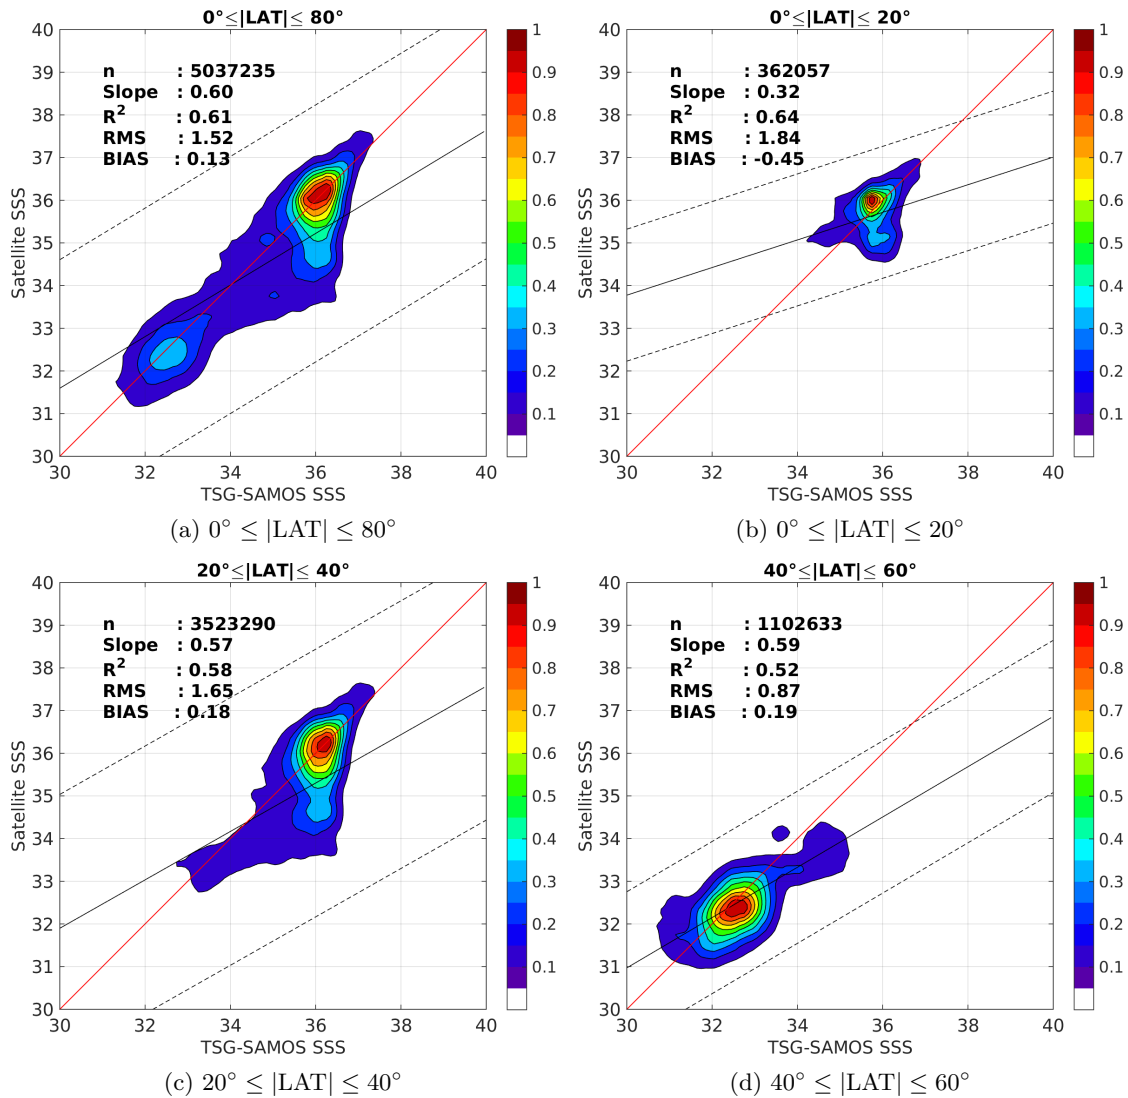 0°≤|LAT|≤ 80°
n : 5037235
Slope : 0.60
R² : 0.61
RMS : 1.52
BIAS : 0.13
Satellite SSS
40
39
38
37
36
35
34
33
32
31
30
30 32 34 36 38 40
TSG-SAMOS SSS
1
0.9
0.8
0.7
0.6
0.5
0.4
0.3
0.2
0.1
(a) 0° ≤ |LAT| ≤ 80°
0°≤|LAT|≤ 20°
n : 362057
Slope : 0.32
R² : 0.64
RMS : 1.84
BIAS : -0.45
Satellite SSS
40
39
38
37
36
35
34
33
32
31
30
30 32 34 36 38 40
TSG-SAMOS SSS
1
0.9
0.8
0.7
0.6
0.5
0.4
0.3
0.2
0.1
(b) 0° ≤ |LAT| ≤ 20°
20°≤|LAT|≤ 40°
n : 3523290
Slope : 0.57
R² : 0.58
RMS : 1.65
BIAS : 0.18
Satellite SSS
40
39
38
37
36
35
34
33
32
31
30
30 32 34 36 38 40
TSG-SAMOS SSS
1
0.9
0.8
0.7
0.6
0.5
0.4
0.3
0.2
0.1
(c) 20° ≤ |LAT| ≤ 40°
40°≤|LAT|≤ 60°
n : 1102633
Slope : 0.59
R² : 0.52
RMS : 0.87
BIAS : 0.19
Satellite SSS
40
39
38
37
36
35
34
33
32
31
30
30 32 34 36 38 40
TSG-SAMOS SSS
1
0.9
0.8
0.7
0.6
0.5
0.4
0.3
0.2
0.1
(d) 40° ≤ |LAT| ≤ 60°